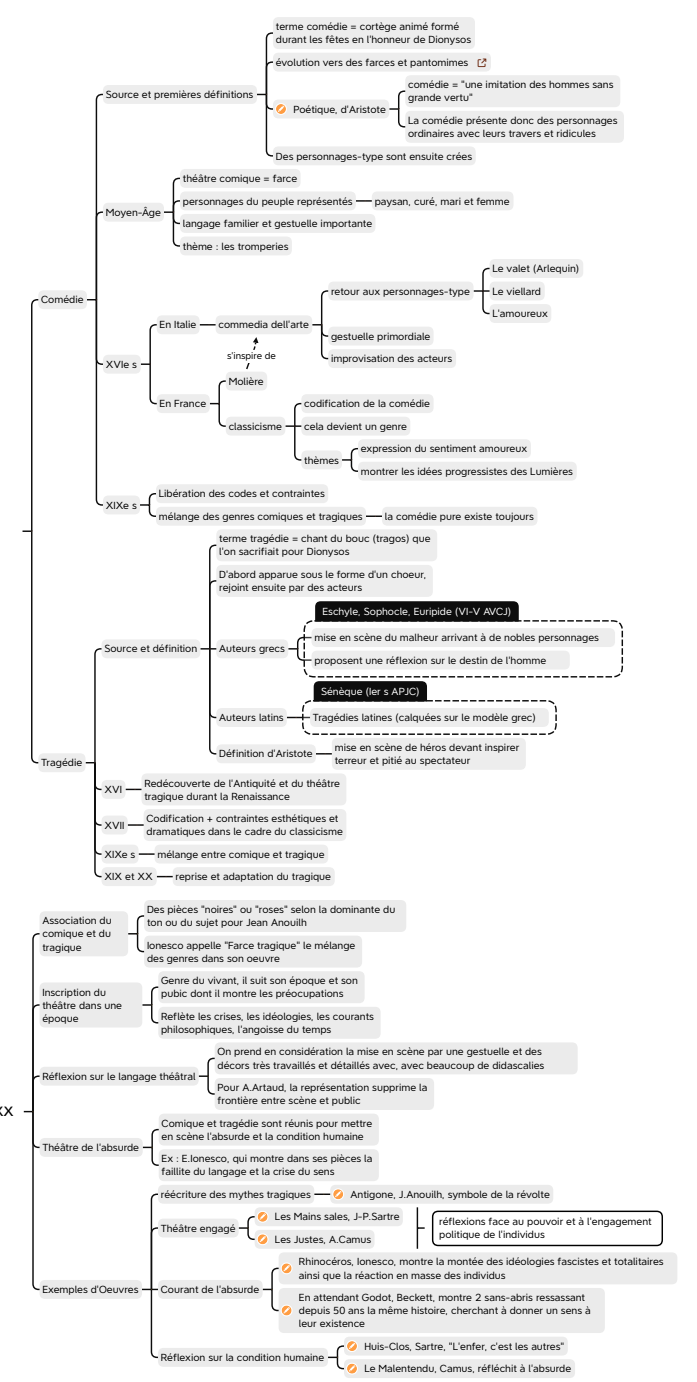 terme comédie = cortège animé formé
durant les fêtes en l'honneur de Dionysos
évolution vers des farces et pantomimes
Source et premières définitions
comédie = "une imitation des hommes sans
grande vertu"
Poétique, d'Aristote
La comédie présente donc des personnages
ordinaires avec leurs travers et ridicules
Des personnages-type sont ensuite crées
théâtre comique = farce
personnages du peuple représentés
paysan, curé, mari et femme
Moyen-Âge
langage familier et gestuelle importante
thème : les tromperies
Comédie
Le valet (Arlequin)
retour aux personnages-type
Le viellard
L'amoureux
En Italie
commedia dell'arte
gestuelle primordiale
improvisation des acteurs
s'inspire de
XVIe s
Molière
En France
codification de la comédie
classicisme
cela devient un genre
expression du sentiment amoureux
thèmes
montrer les idées progressistes des Lumières
Libération des codes et contraintes
XIXe s
mélange des genres comiques et tragiques
la comédie pure existe toujours
terme tragédie = chant du bouc (tragos) que
l'on sacrifiait pour Dionysos
D'abord apparue sous le forme d'un choeur,
rejoint ensuite par des acteurs
Eschyle, Sophocle, Euripide (VI-V AVCJ)
mise en scène du malheur arrivant à de nobles personnages
Source et définition
Auteurs grecs
proposent une réflexion sur le destin de l'homme
Sénèque (Ier s APJC)
Auteurs latins
Tragédies latines (calquées sur le modèle grec)
Définition d'Aristote
mise en scène de héros devant inspirer
terreur et pitié au spectateur
Tragédie
XVI
Redécouverte de l'Antiquité et du théâtre
tragique durant la Renaissance
XVII
Codification + contraintes esthétiques et
dramatiques dans le cadre du classicisme
XIXe s
mélange entre comique et tragique
XIX et XX
reprise et adaptation du tragique
Association du
comique et du
tragique
Des pièces "noires" ou "roses" selon la dominante du
ton ou du sujet pour Jean Anouilh
Ionesco appelle "Farce tragique" le mélange
des genres dans son oeuvre
Inscription du
théâtre dans une
époque
Genre du vivant, il suit son époque et son
pubic dont il montre les préocupations
Reflète les crises, les idéologies, les courants
philosophiques, l'angoisse du temps
Réflexion sur le langage théâtral
On prend en considération la mise en scène par une gestuelle et des
décors très travaillés et détaillés avec, avec beaucoup de didascalies
Pour A.Artaud, la représentation supprime la
frontière entre scène et public
XX
Théâtre de l'absurde
Comique et tragédie sont réunis pour mettre
en scène l'absurde et la condition humaine
Ex : E.Ionesco, qui montre dans ses pièces la
faillite du langage et la crise du sens
réécriture des mythes tragiques
Antigone, J.Anouilh, symbole de la révolte
Théâtre engagé
Les Mains sales, J-P.Sartre
Les Justes, A.Camus
réflexions face au pouvoir et à l'engagement
politique de l'individus
Exemples d'Oeuvres
Courant de l'absurde
Rhinocéros, Ionesco, montre la montée des idéologies fascistes et totalitaires
ainsi que la réaction en masse des individus
En attendant Godot, Beckett, montre 2 sans-abris ressassant
depuis 50 ans la même histoire, cherchant à donner un sens à
leur existence
Réflexion sur la condition humaine
Huis-Clos, Sartre, "L'enfer, c'est les autres"
Le Malentendu, Camus, réfléchit à l'absurde